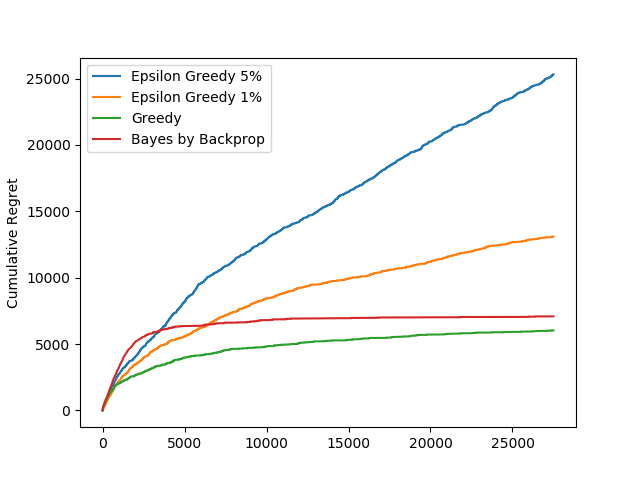 Epsilon Greedy 5%
Epsilon Greedy 1%
Greedy
Bayes by Backprop
Cumulative Regret
25000
20000
15000
10000
5000
0
0 5000 10000 15000 20000 25000